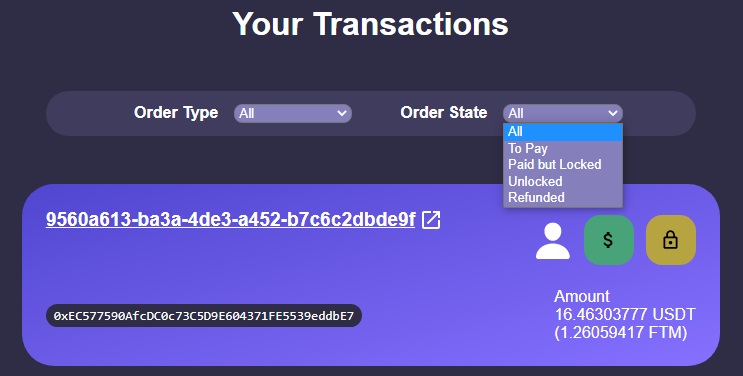 Your Transactions
Order Type All Order State All
All
To Pay
Paid but Locked
Unlocked
Refunded
9560a613-ba3a-4de3-a452-b7c6c2dbde9f
$
Amount
16.46303777 USDT
(1.26059417 FTM)
0xEC577590AfcDC0c73C5D9E604371FE5539eddbE7